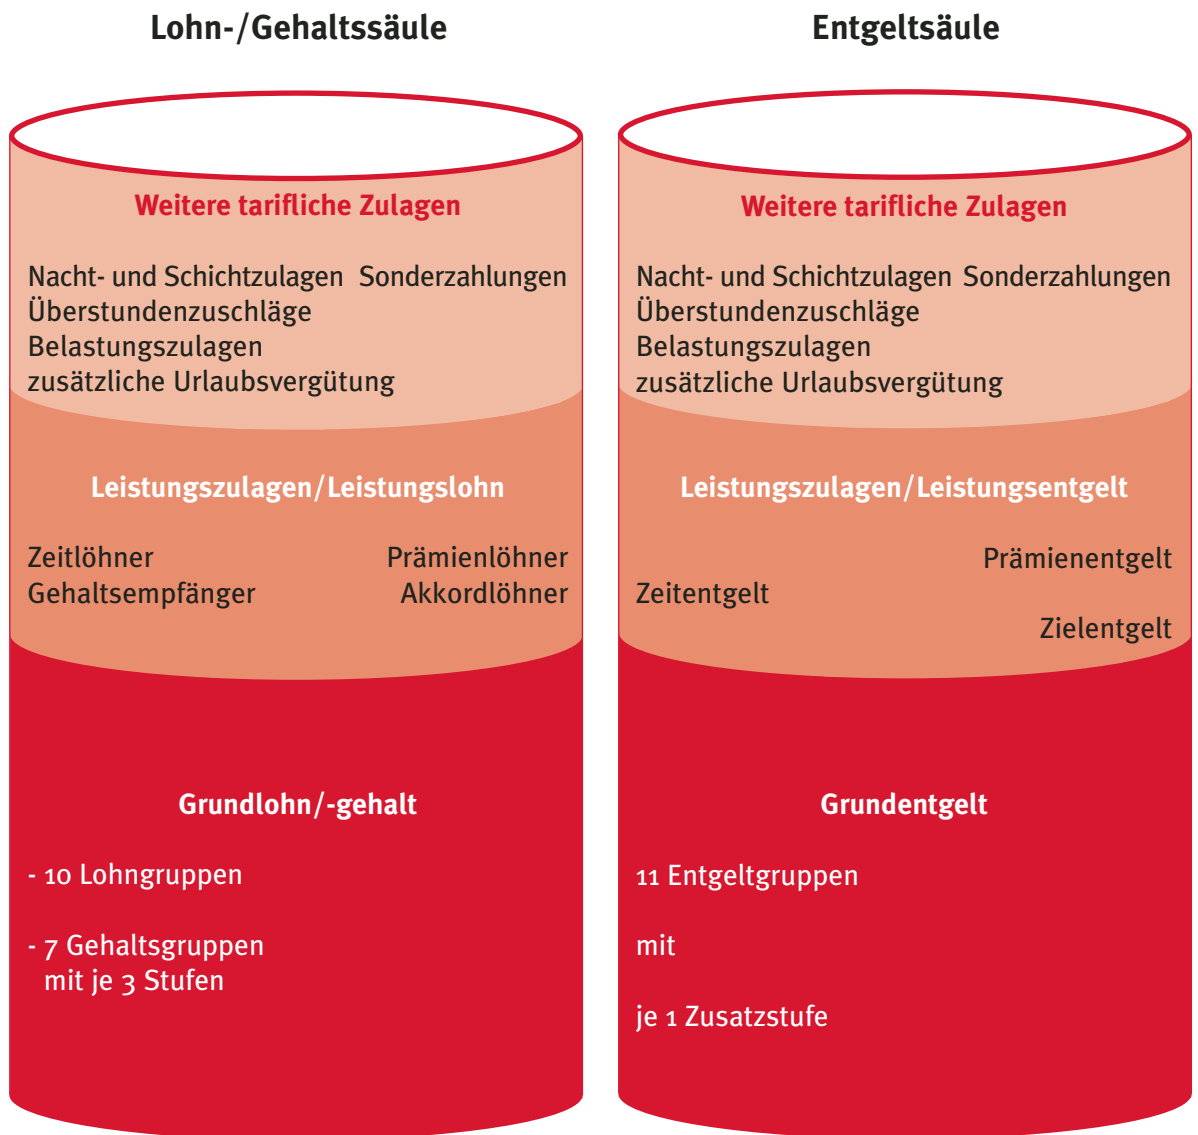 Lohn-/Gehaltssäule
Weitere tarifliche Zulagen
Nacht- und Schichtzulagen Sonderzahlungen
Überstundenzuschläge
Belastungszulagen
zusätzliche Urlaubsvergütung
Leistungszulagen/Leistungslohn
Zeitlöhner Prämienlöhner
Gehaltsempfänger Akkordlöhner
Grundlohn/-gehalt
- 10 Lohngruppen
- 7 Gehaltsgruppen
mit je 3 Stufen
Entgeltsäule
Weitere tarifliche Zulagen
Nacht- und Schichtzulagen Sonderzahlungen
Überstundenzuschläge
Belastungszulagen
zusätzliche Urlaubsvergütung
Leistungszulagen/Leistungsentgelt
Prämienentgelt
Zeitentgelt
Zielentgelt
Grundentgelt
11 Entgeltgruppen
mit
je 1 Zusatzstufe